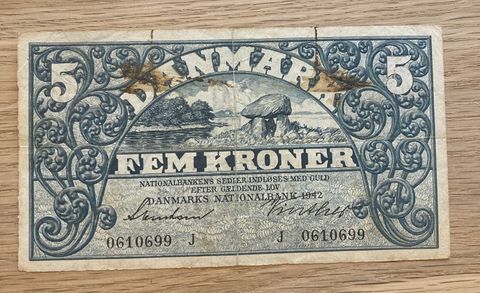 5 DANMARK 5
FEM KRONER
NATIONALBANKENS SEDLER INDLØSES MED GULD
EFTER GÆLDENDE LOV
DANMARKS NATIONALBANK 1942
0610699 J J 0610699